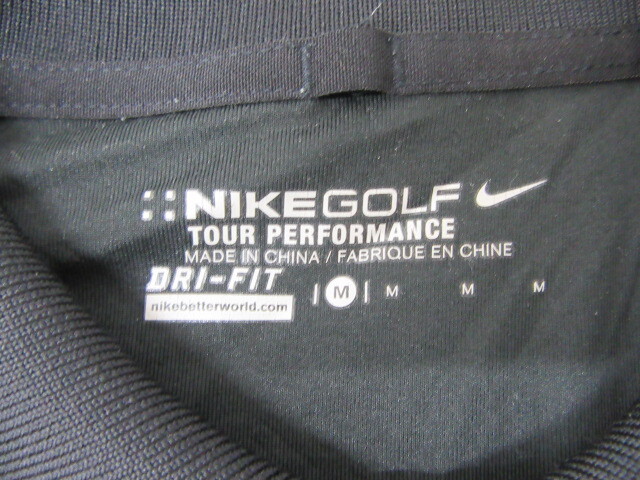 NIKEGOLF
TOUR PERFORMANCE
MADE IN CHINA / FABRIQUE EN CHINE
DRI-FIT
nikebetterworld.com
M M M M